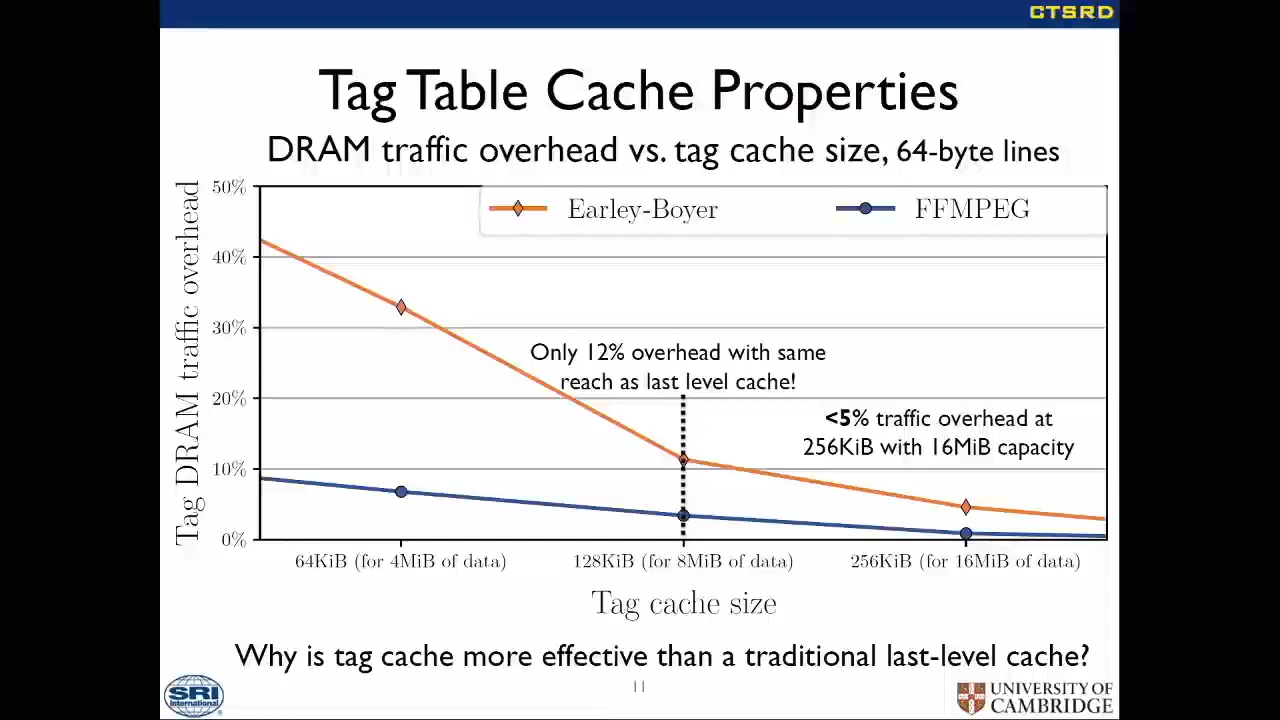 CTSRD
Tag Table Cache Properties
DRAM traffic overhead vs. tag cache size, 64-byte lines
Tag DRAM traffic overhead
50%
40%
30%
20%
10%
0%
Earley-Boyer
FFMPEG
Only 12% overhead with same
reach as last level cache!
<5% traffic overhead at
256KiB with 16MiB capacity
64KiB (for 4MiB of data)
128KiB (for 8MiB of data)
256KiB (for 16MiB of data)
Tag cache size
Why is tag cache more effective than a traditional last-level cache?
11
SRI
International
UNIVERSITY OF
CAMBRIDGE